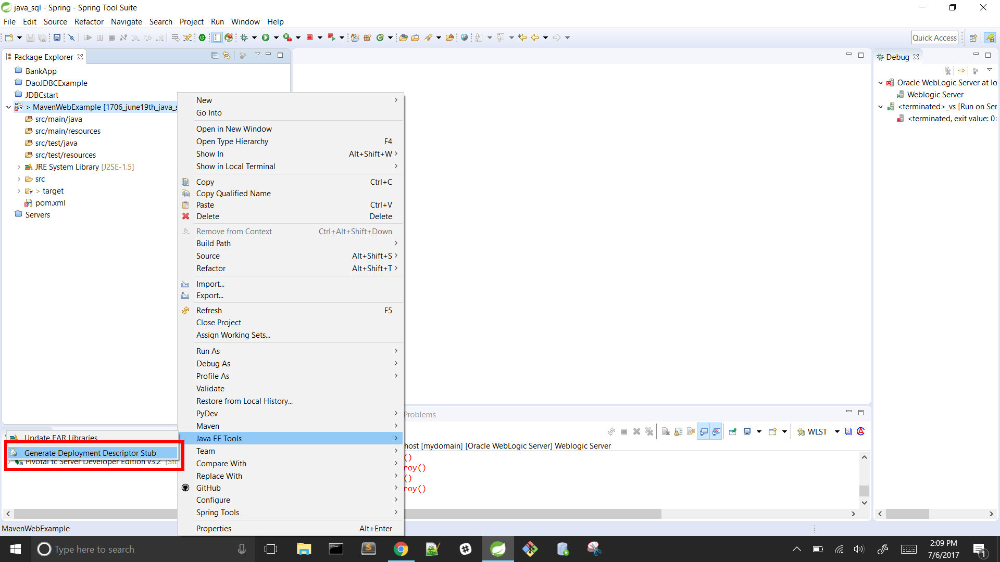 java_sql - Spring - Spring Tool Suite
File Edit Source Refactor Navigate Search Project Run Window Help
Quick Access
Package Explorer
BankApp
DaoJDBCExample
JDBCstart
> MavenWebExample [1706_june19th_java_s
src/main/java
src/main/resources
src/test/java
src/test/resources
JRE System Library [J2SE-1.5]
src
> target
pom.xml
Servers
New
Go Into
Open in New Window
Open Type Hierarchy F4
Show In Alt+Shift+W
Show in Local Terminal
Copy Ctrl+C
Copy Qualified Name
Paste Ctrl+V
Delete Delete
Remove from Context Ctrl+Alt+Shift+Down
Build Path
Source Alt+Shift+S
Refactor Alt+Shift+T
Import...
Export...
Refresh F5
Close Project
Assign Working Sets...
Run As
Debug As
Profile As
Validate
Restore from Local History...
PyDev
Maven
Java EE Tools
Team
Compare With
Replace With
GitHub
Configure
Spring Tools
Properties Alt+Enter
Update EAR Libraries
Generate Deployment Descriptor Stub
Pivotal tc Server Developer Edition v3.2 [Sto
Debug
Oracle WebLogic Server at lo
Weblogic Server
<terminated>_vs [Run on Ser
<terminated, exit value: 0>
Problems
WLST
host [mydomain] [Oracle WebLogic Server] Weblogic Server
()
roy()
()
roy()
MavenWebExample
Type here to search
2:09 PM
7/6/2017
1